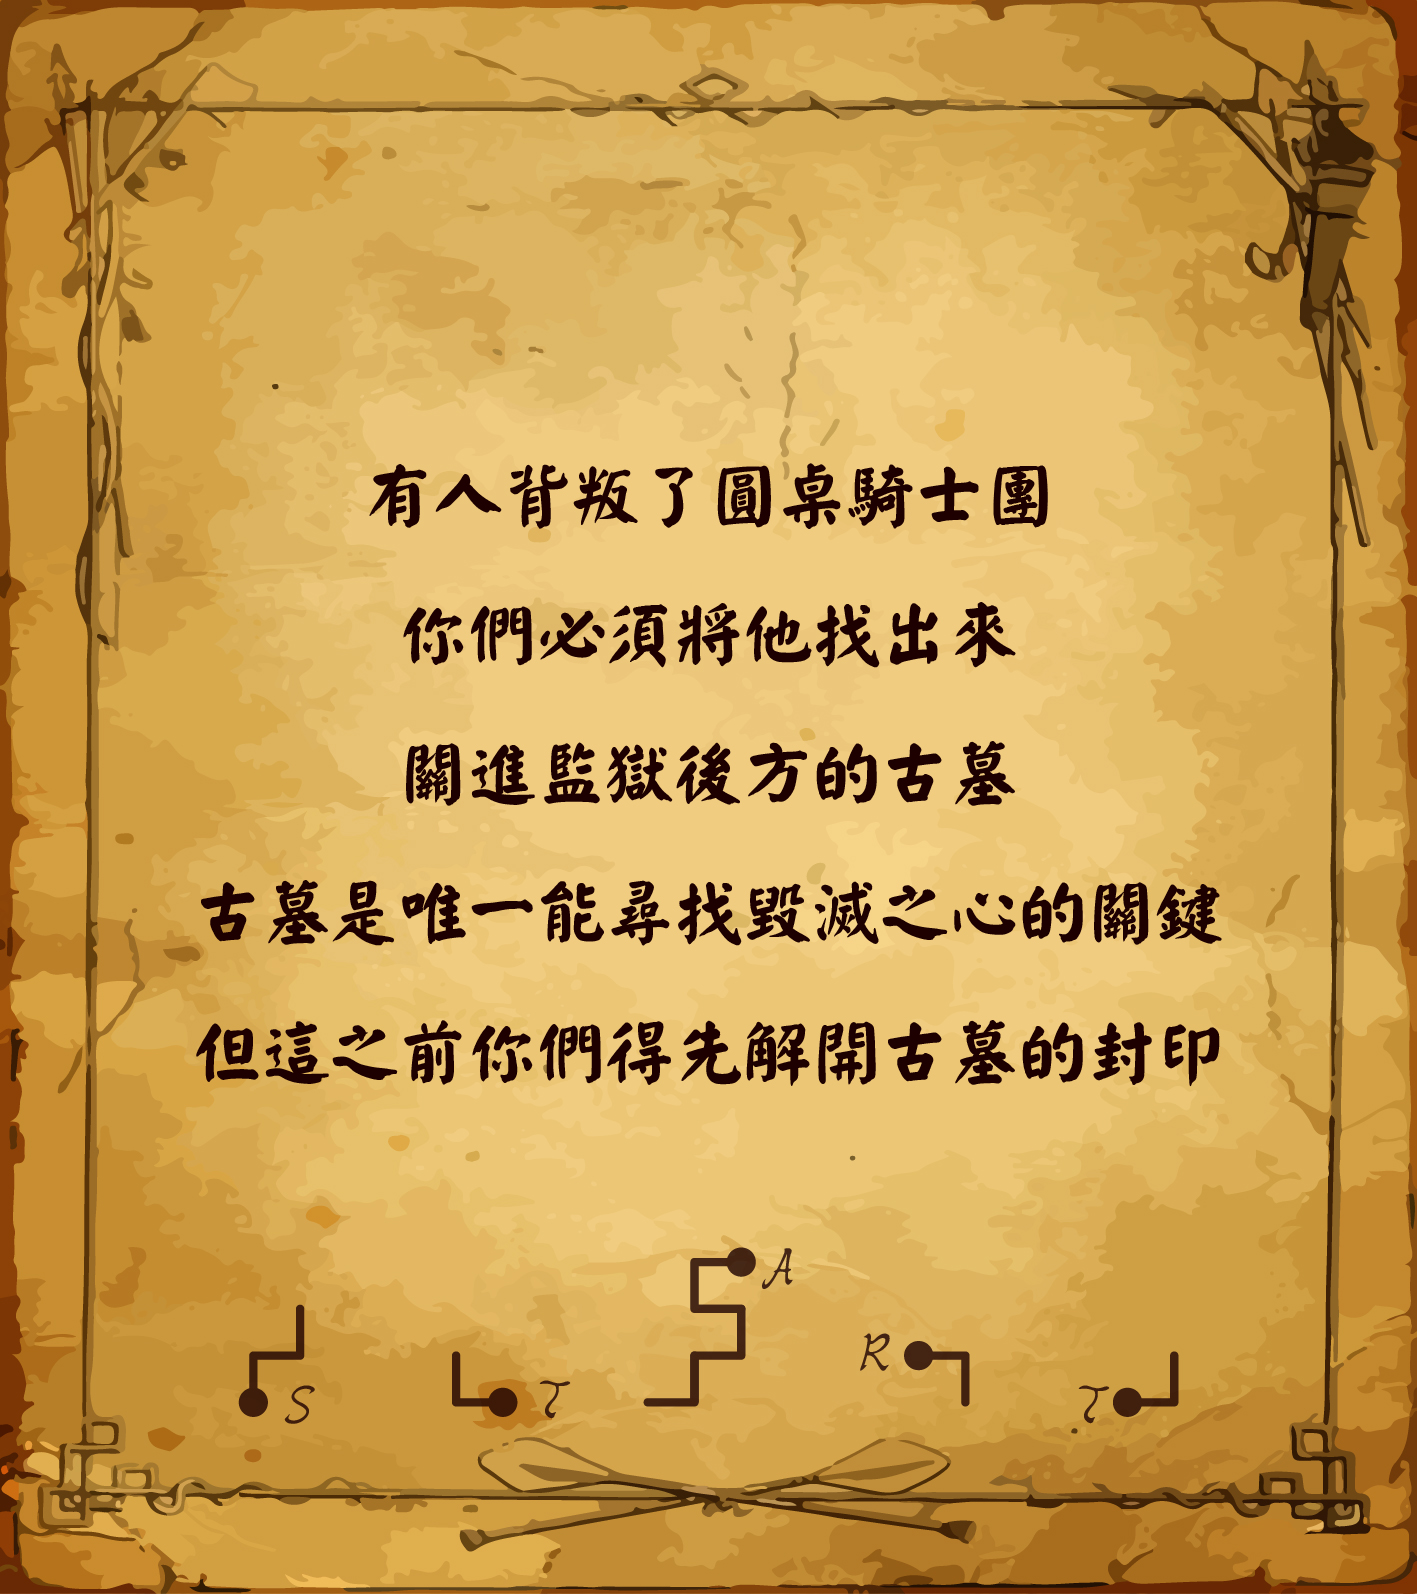 有人背叛了圓桌騎士團
你們必須將他找出來
關進監獄後方的古墓
古墓是唯一能尋找毀滅之心的關鍵
但這之前你們得先解開古墓的封印
S T A R T